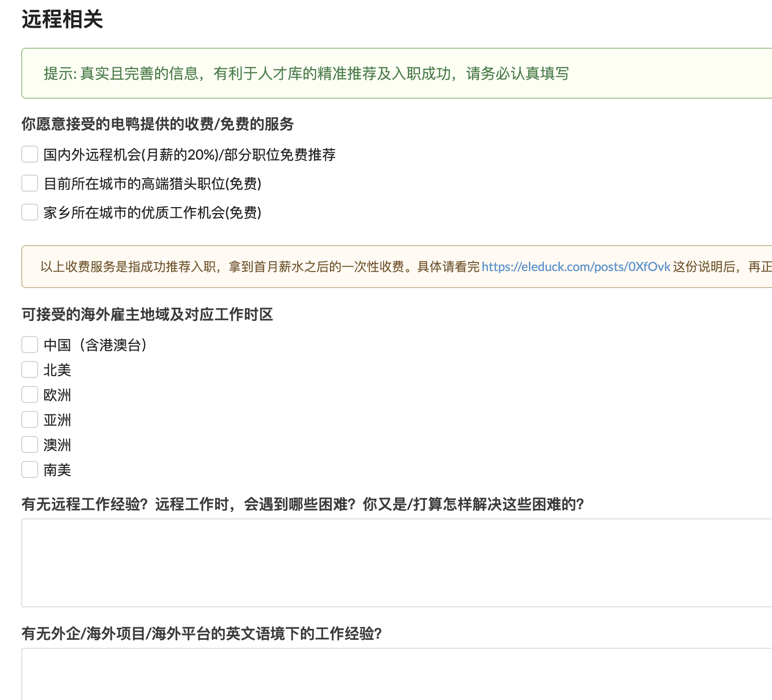 远程相关
提示: 真实且完善的信息，有利于人才库的精准推荐及入职成功，请务必认真填写
你愿意接受的电鸭提供的收费/免费的服务
国内外远程机会(月薪的20%)/部分职位免费推荐
目前所在城市的高端猎头职位(免费)
家乡所在城市的优质工作机会(免费)
以上收费服务是指成功推荐入职，拿到首月薪水之后的一次性收费。具体请看完 https://eleduck.com/posts/0XfOvk 这份说明后，再正
可接受的海外雇主地域及对应工作时区
中国（含港澳台）
北美
欧洲
亚洲
澳洲
南美
有无远程工作经验？远程工作时，会遇到哪些困难？你又是/打算怎样解决这些困难的?
有无外企/海外项目/海外平台的英文语境下的工作经验?